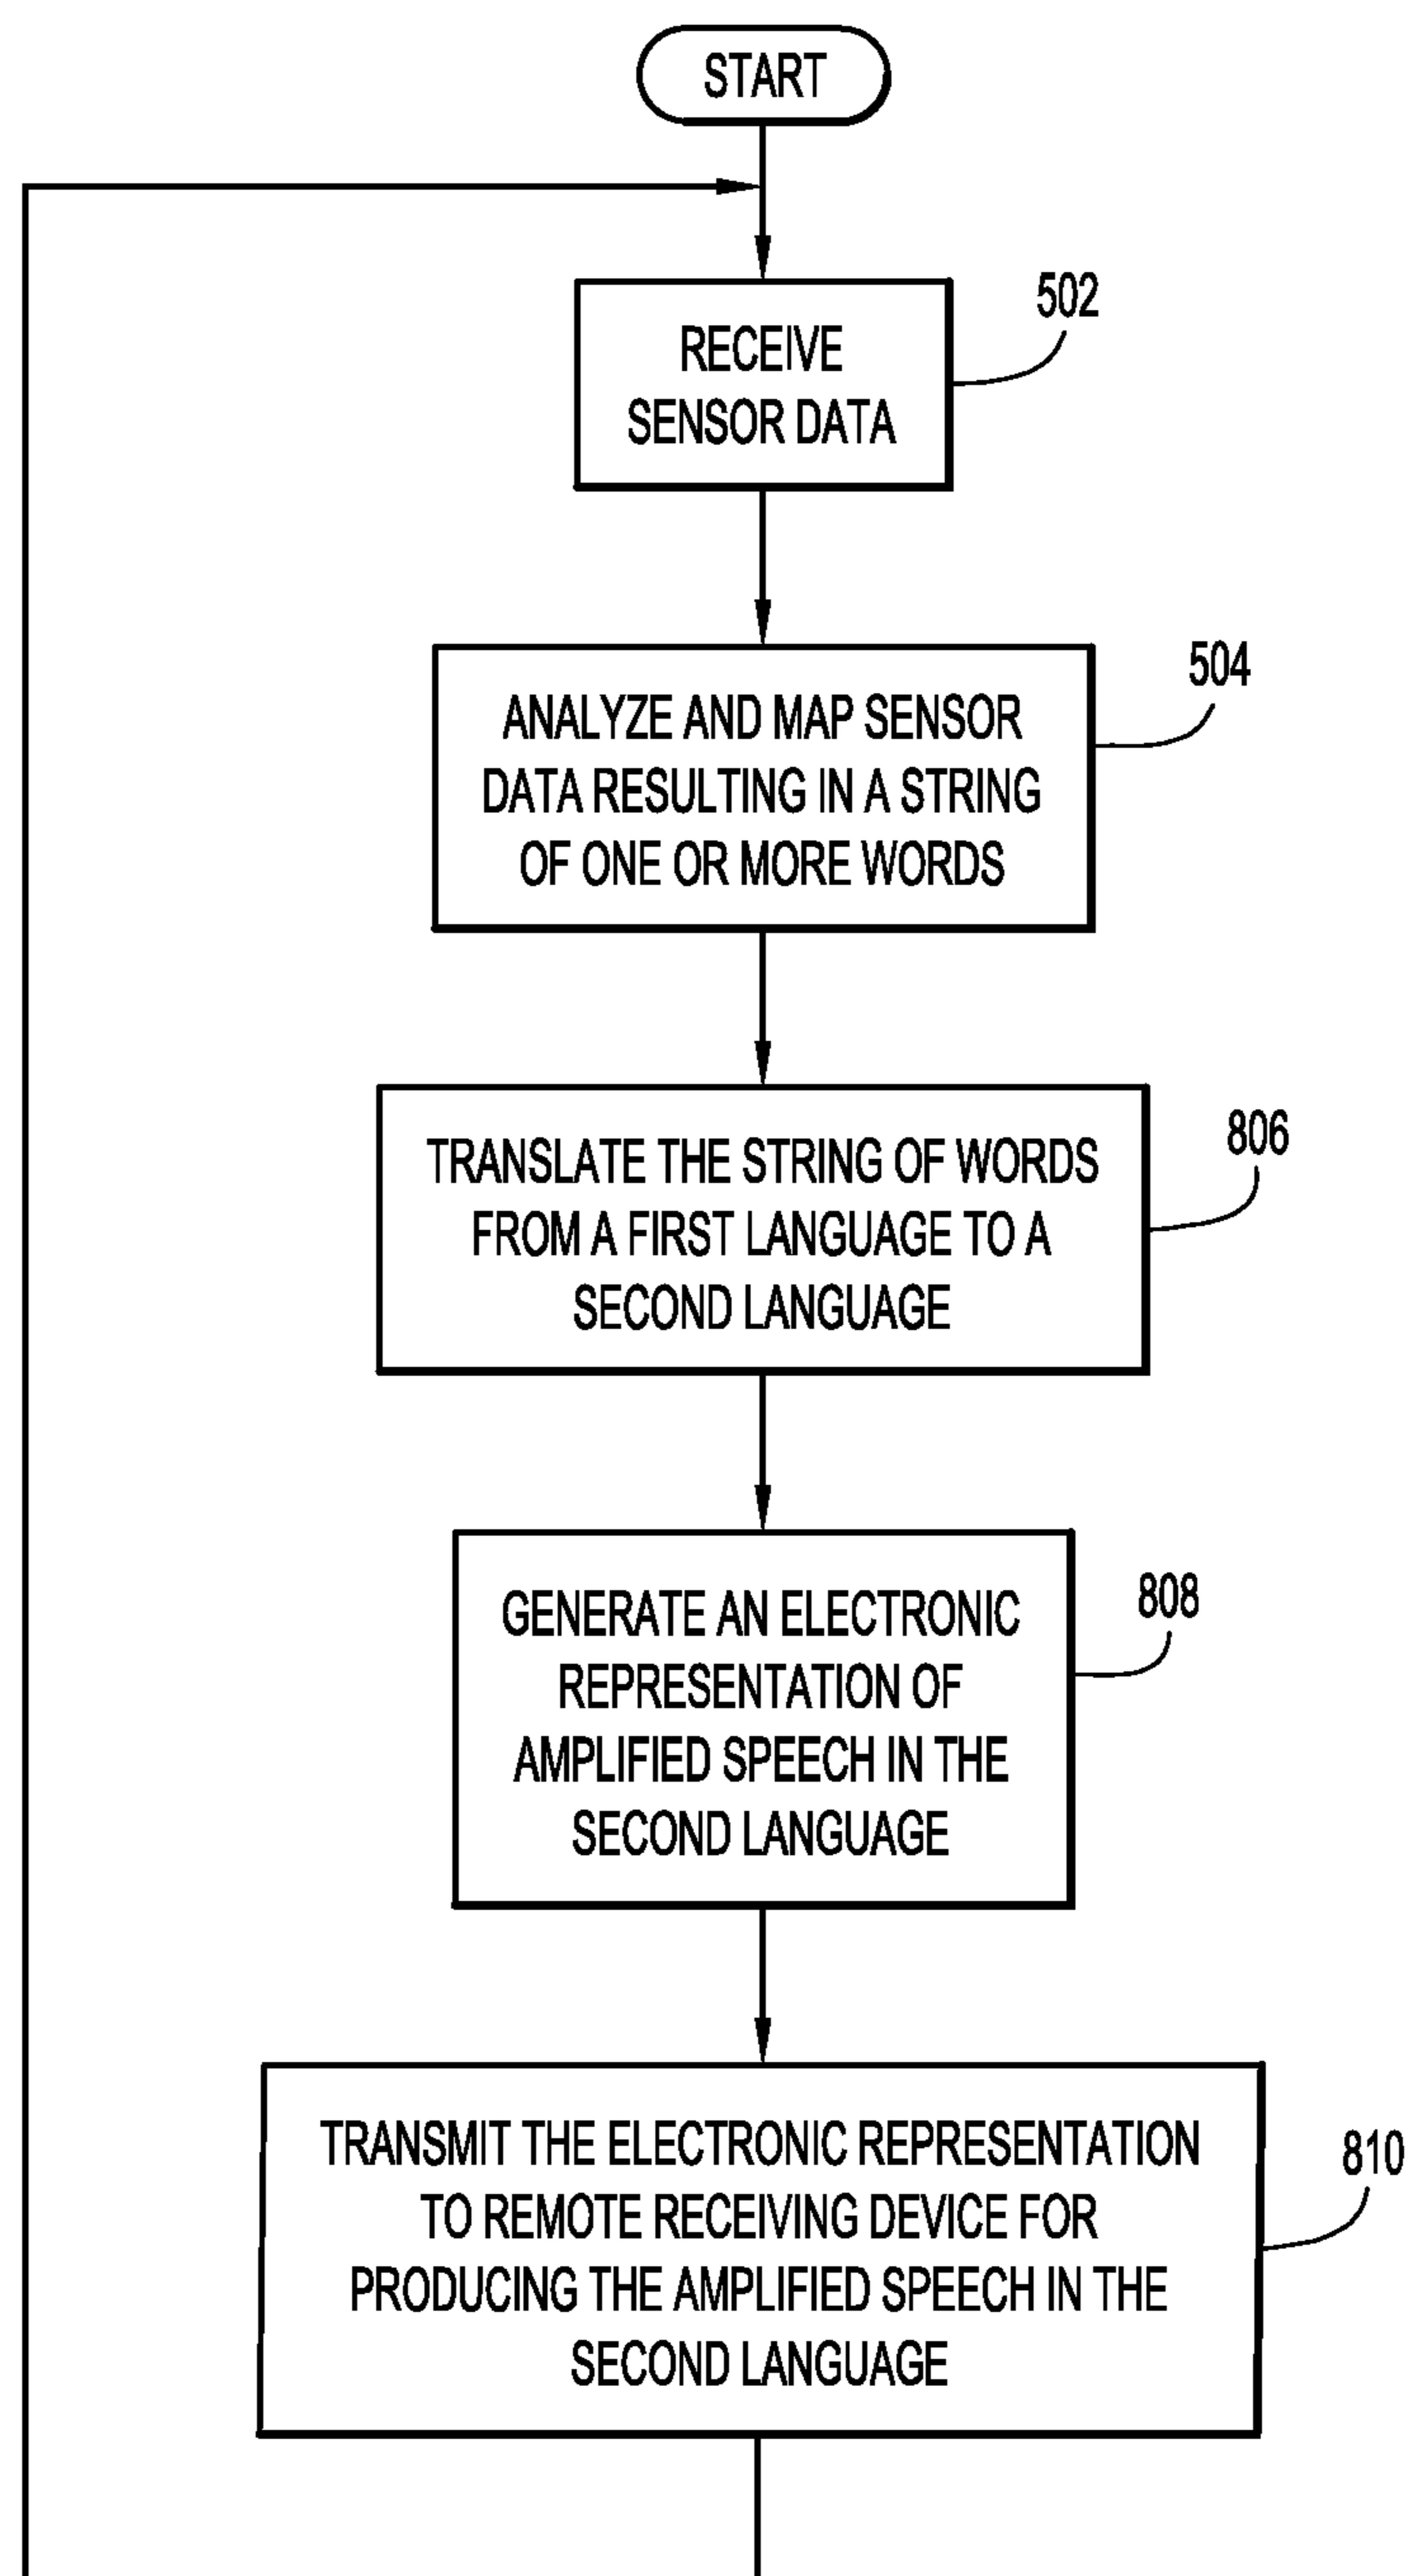 START
502
RECEIVE
SENSOR DATA
504
ANALYZE AND MAP SENSOR
DATA RESULTING IN A STRING
OF ONE OR MORE WORDS
806
TRANSLATE THE STRING OF WORDS
FROM A FIRST LANGUAGE TO A
SECOND LANGUAGE
808
GENERATE AN ELECTRONIC
REPRESENTATION OF
AMPLIFIED SPEECH IN THE
SECOND LANGUAGE
810
TRANSMIT THE ELECTRONIC REPRESENTATION
TO REMOTE RECEIVING DEVICE FOR
PRODUCING THE AMPLIFIED SPEECH IN THE
SECOND LANGUAGE